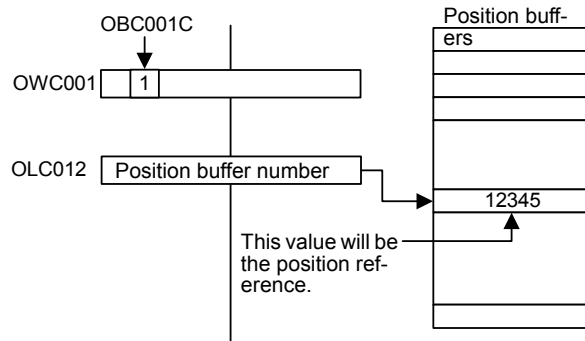 Position buff-
ers
OBC001C
OWC001
1
OLC012
Position buffer number
12345
This value will be
the position ref-
erence.